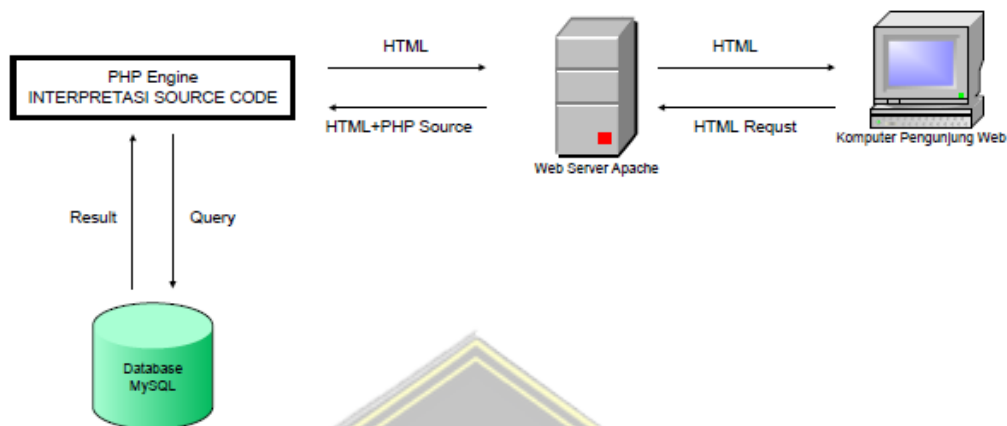 HTML
HTML
PHP Engine
INTERPRETASI SOURCE CODE
HTML+PHP Source
HTML Requst
Komputer Pengunjung Web
Web Server Apache
Result
Query
Database
MySQL